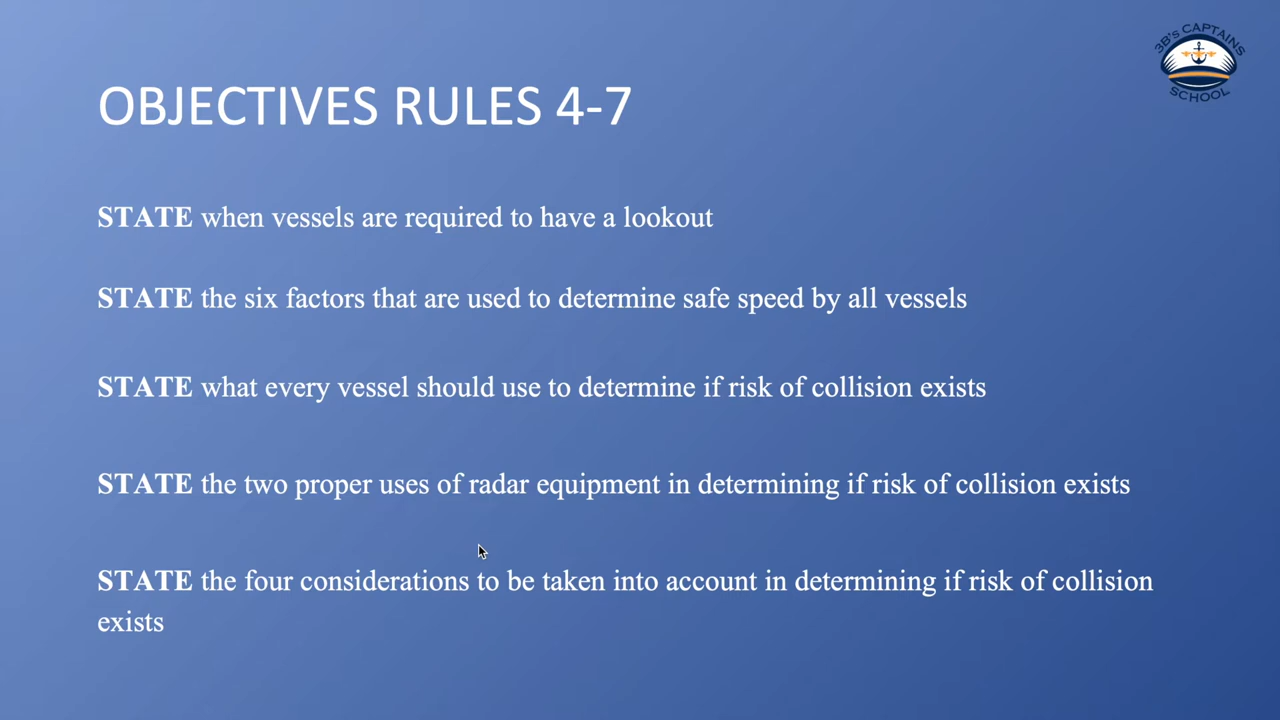 3B's CAPTAINS
SCHOOL
OBJECTIVES RULES 4-7
STATE when vessels are required to have a lookout
STATE the six factors that are used to determine safe speed by all vessels
STATE what every vessel should use to determine if risk of collision exists
STATE the two proper uses of radar equipment in determining if risk of collision exists
STATE the four considerations to be taken into account in determining if risk of collision
exists